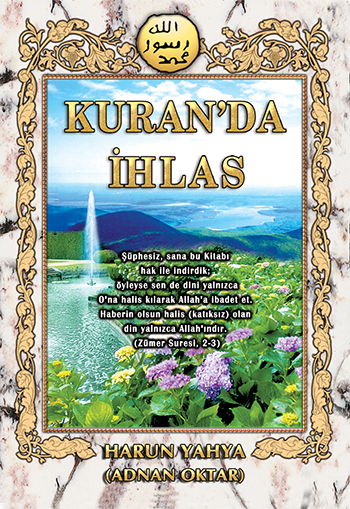 الله
رسول
محمد
KURAN'DA
İHLAS
Şüphesiz, sana bu Kitabı
hak ile indirdik;
öyleyse sen de dini yalnızca
O'na halis kılarak Allah'a ibadet et.
Haberin olsun halis (katıksız) olan
din yalnızca Allah'ındır.
(Zümer Suresi, 2-3)
HARUN YAHYA
(ADNAN OKTAR)